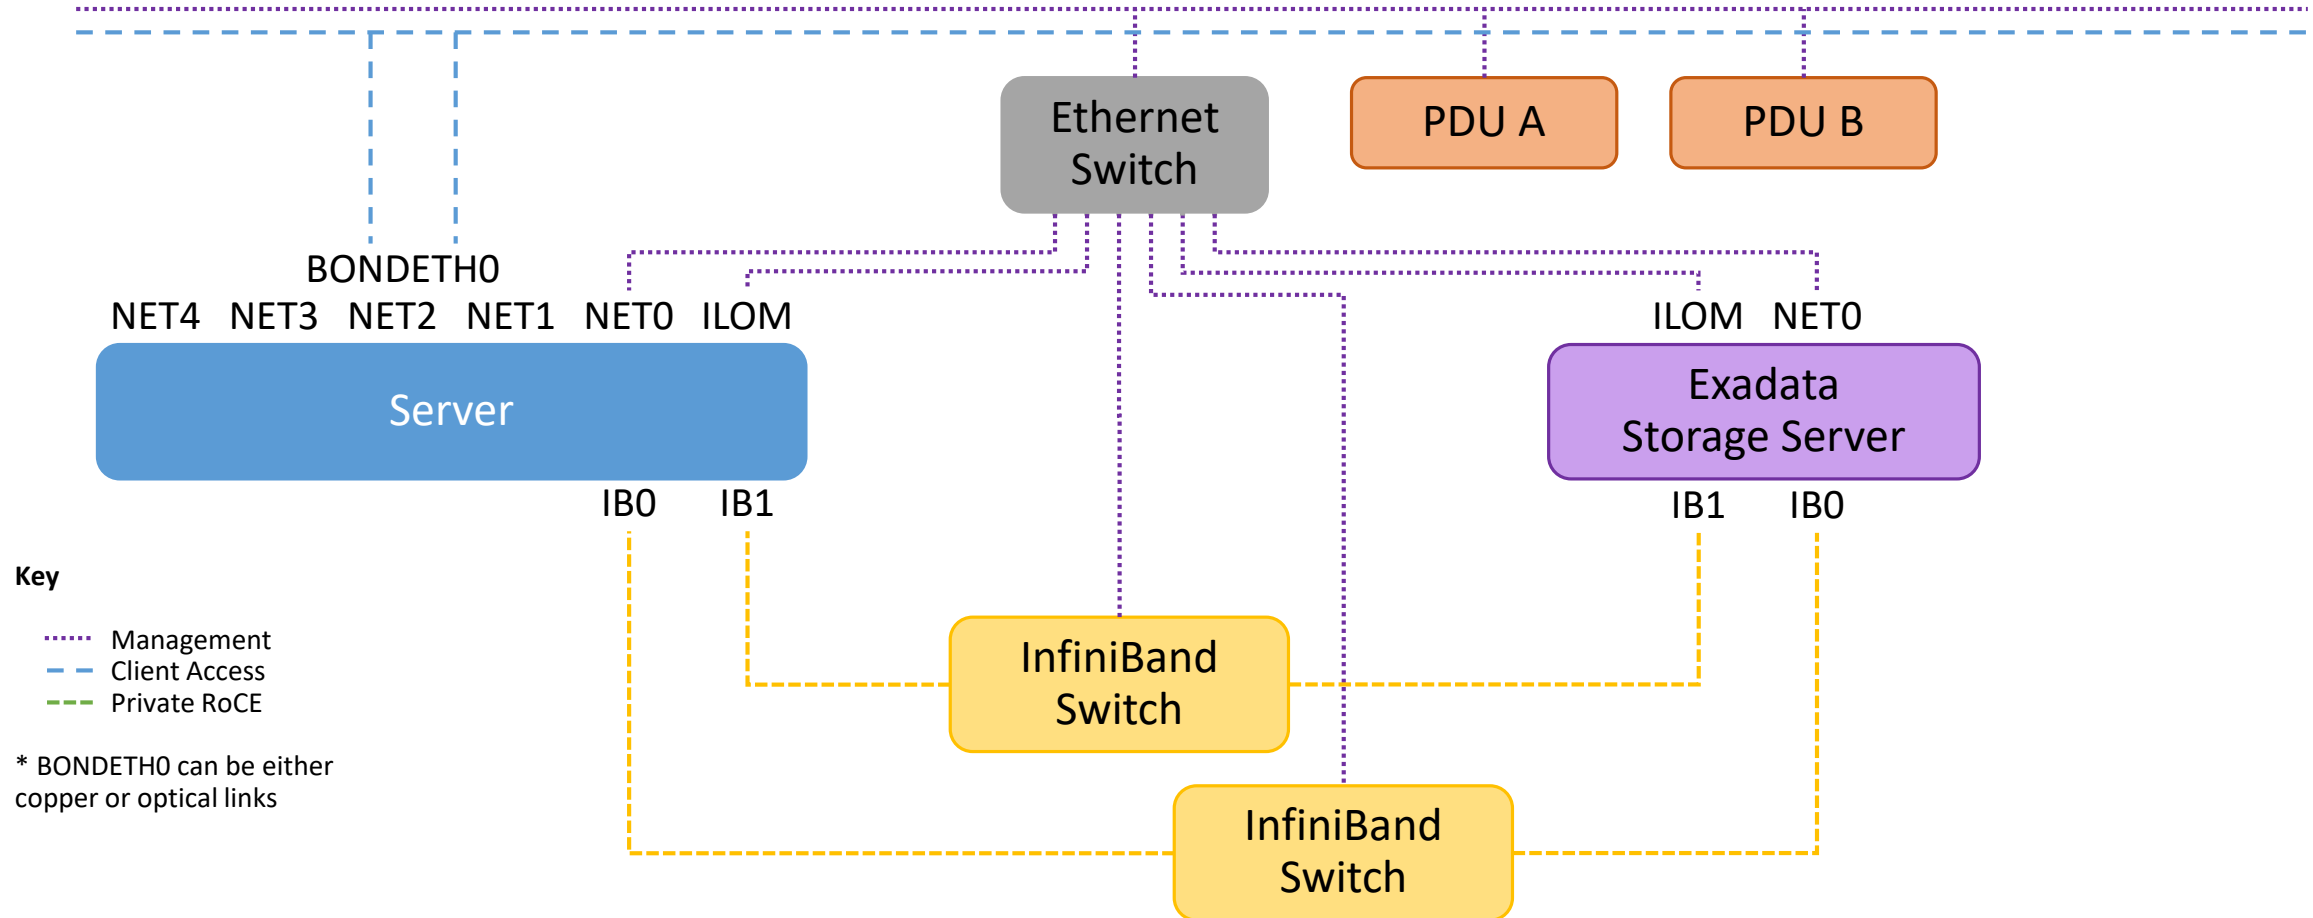 Ethernet
Switch
PDU A
PDU B
BONDETH0
NET4 NET3 NET2 NET1 NET0 ILOM
ILOM NET0
Server
Exadata
Storage Server
IB0 IB1
IB1 IB0
Key
Management
Client Access
Private RoCE
* BONDETH0 can be either
copper or optical links
InfiniBand
Switch
InfiniBand
Switch